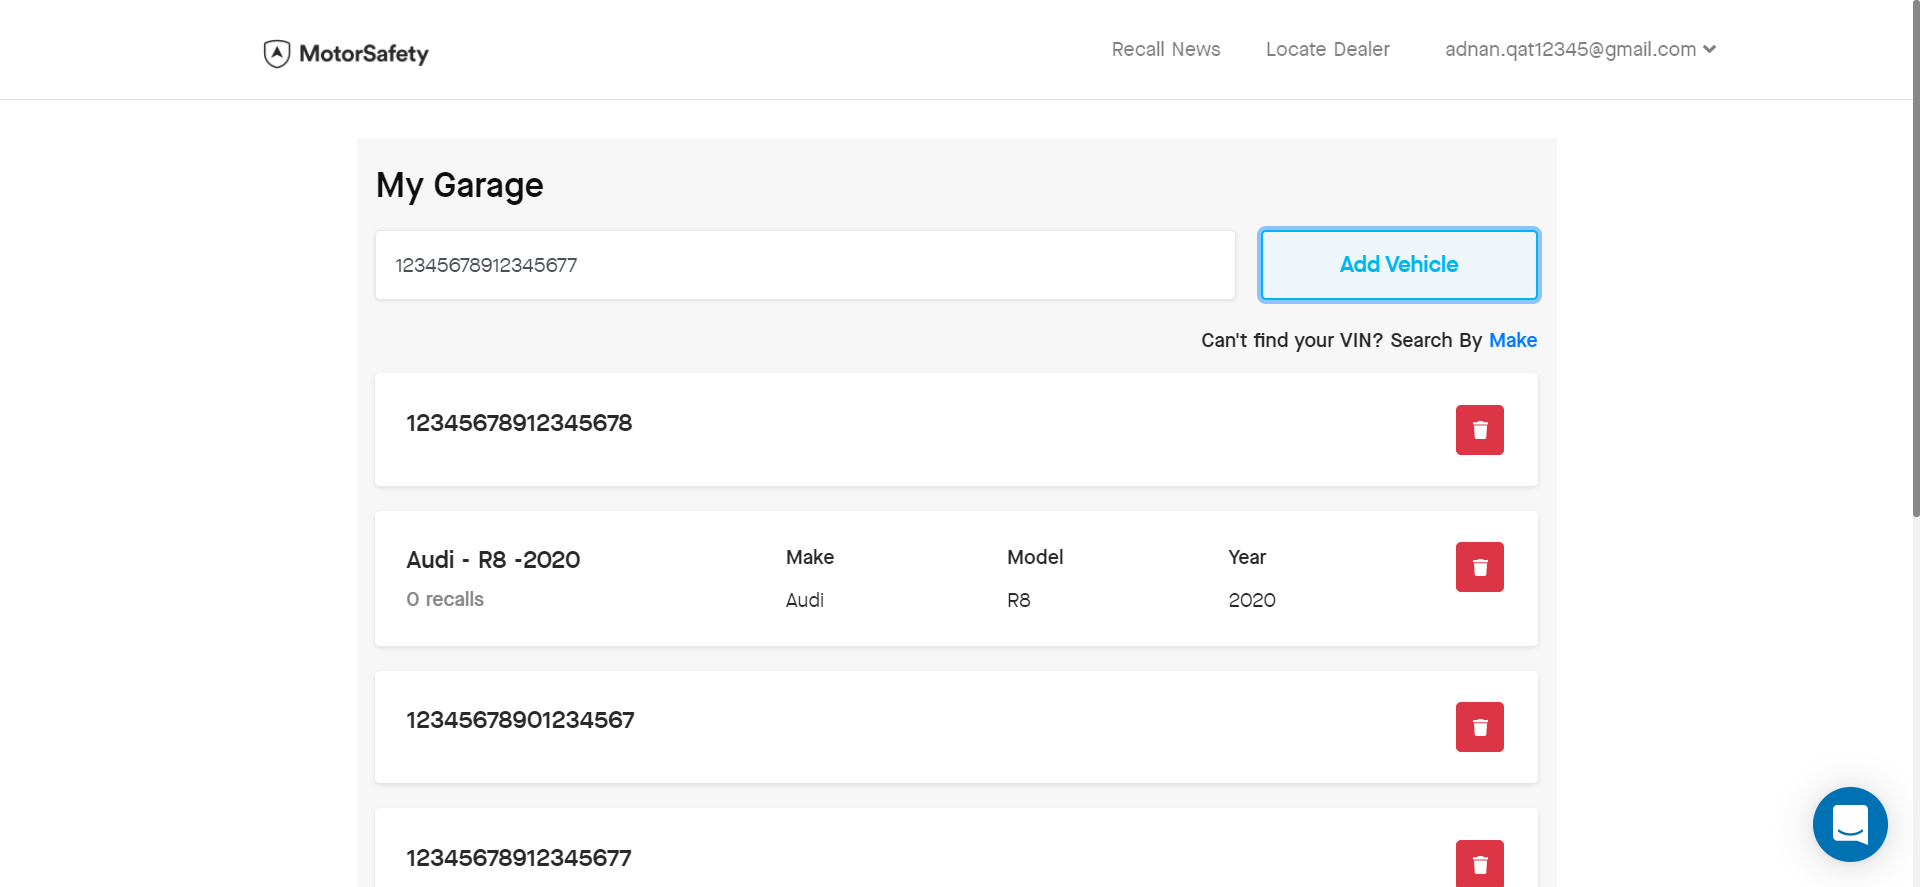 MotorSafety
Recall News
Locate Dealer
adnan.qat12345@gmail.com
My Garage
12345678912345677
Add Vehicle
Can't find your VIN? Search By Make
12345678912345678
Audi - R8 -2020
0 recalls
Make
Audi
Model
R8
Year
2020
12345678901234567
12345678912345677